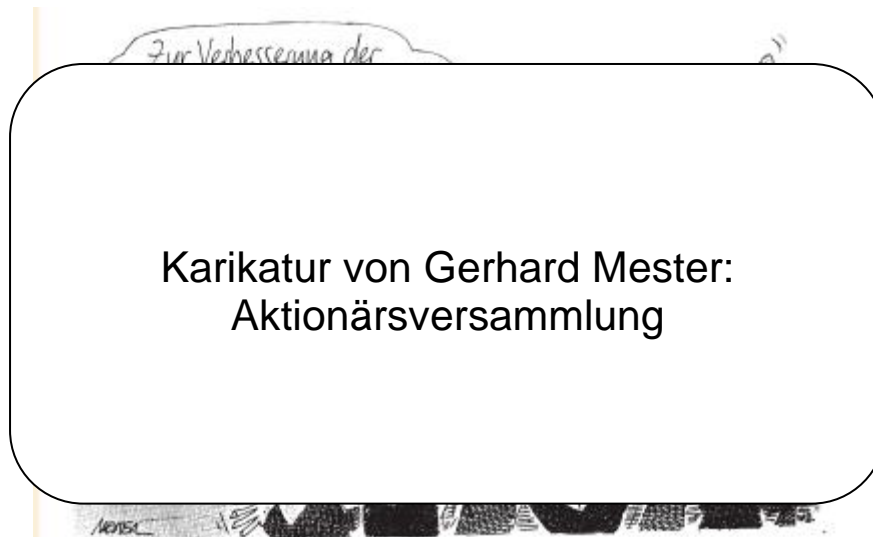 Zur Verbesserung der
Karikatur von Gerhard Mester:
Aktionärsversammlung